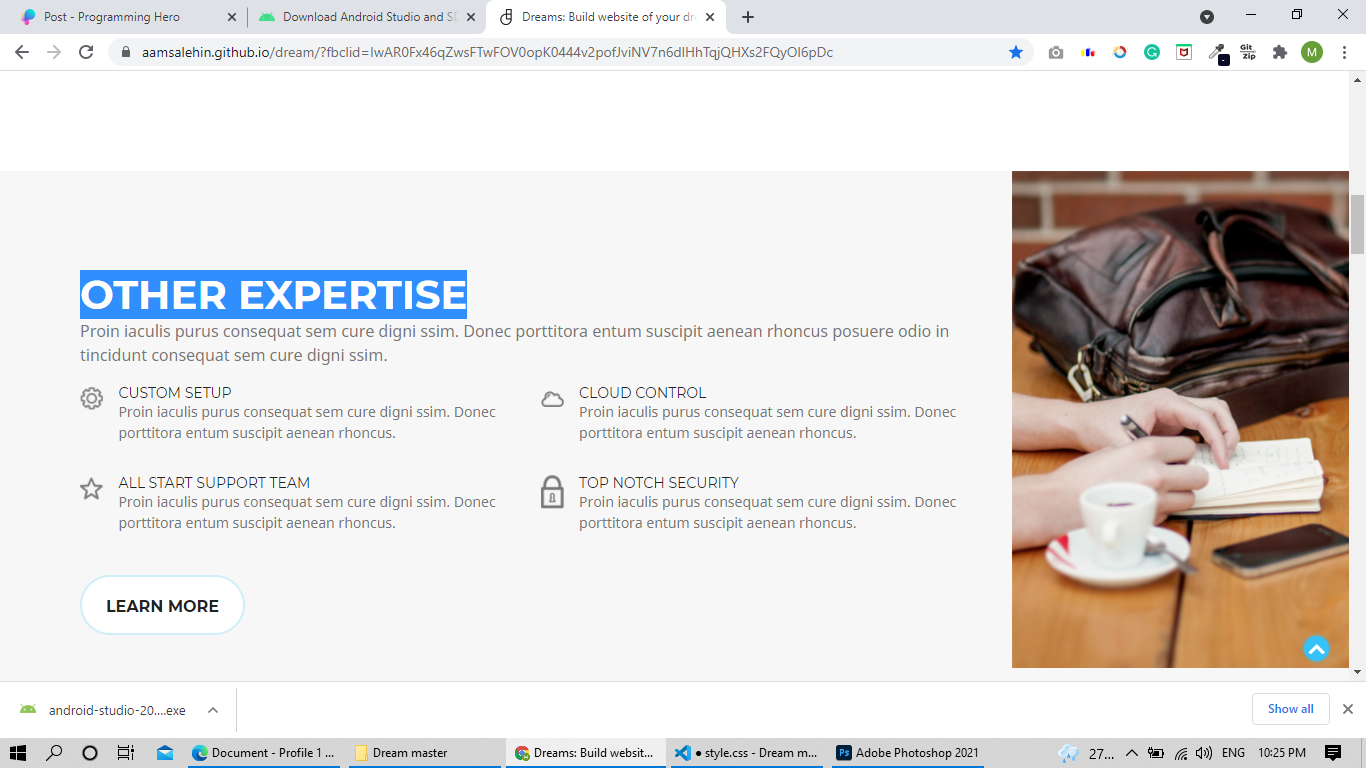 Post - Programming Hero
Download Android Studio and SD
Dreams: Build website of your dr
aamsalehin.github.io/dream/?fbclid=IwAR0Fx46qZwsFTwFOV0opK0444v2pofJviNV7n6dIHhTqjQHXs2FQyOI6pDc
Git
Zip
M
OTHER EXPERTISE
Proin iaculis purus consequat sem cure digni ssim. Donec porttitora entum suscipit aenean rhoncus posuere odio in
tincidunt consequat sem cure digni ssim.
CUSTOM SETUP
Proin iaculis purus consequat sem cure digni ssim. Donec
porttitora entum suscipit aenean rhoncus.
CLOUD CONTROL
Proin iaculis purus consequat sem cure digni ssim. Donec
porttitora entum suscipit aenean rhoncus.
ALL START SUPPORT TEAM
Proin iaculis purus consequat sem cure digni ssim. Donec
porttitora entum suscipit aenean rhoncus.
TOP NOTCH SECURITY
Proin iaculis purus consequat sem cure digni ssim. Donec
porttitora entum suscipit aenean rhoncus.
LEARN MORE
android-studio-20....exe
Show all
Document - Profile 1 ...
Dream master
Dreams: Build websit...
● style.css - Dream m...
Ps
Adobe Photoshop 2021
27...
ENG
10:25 PM